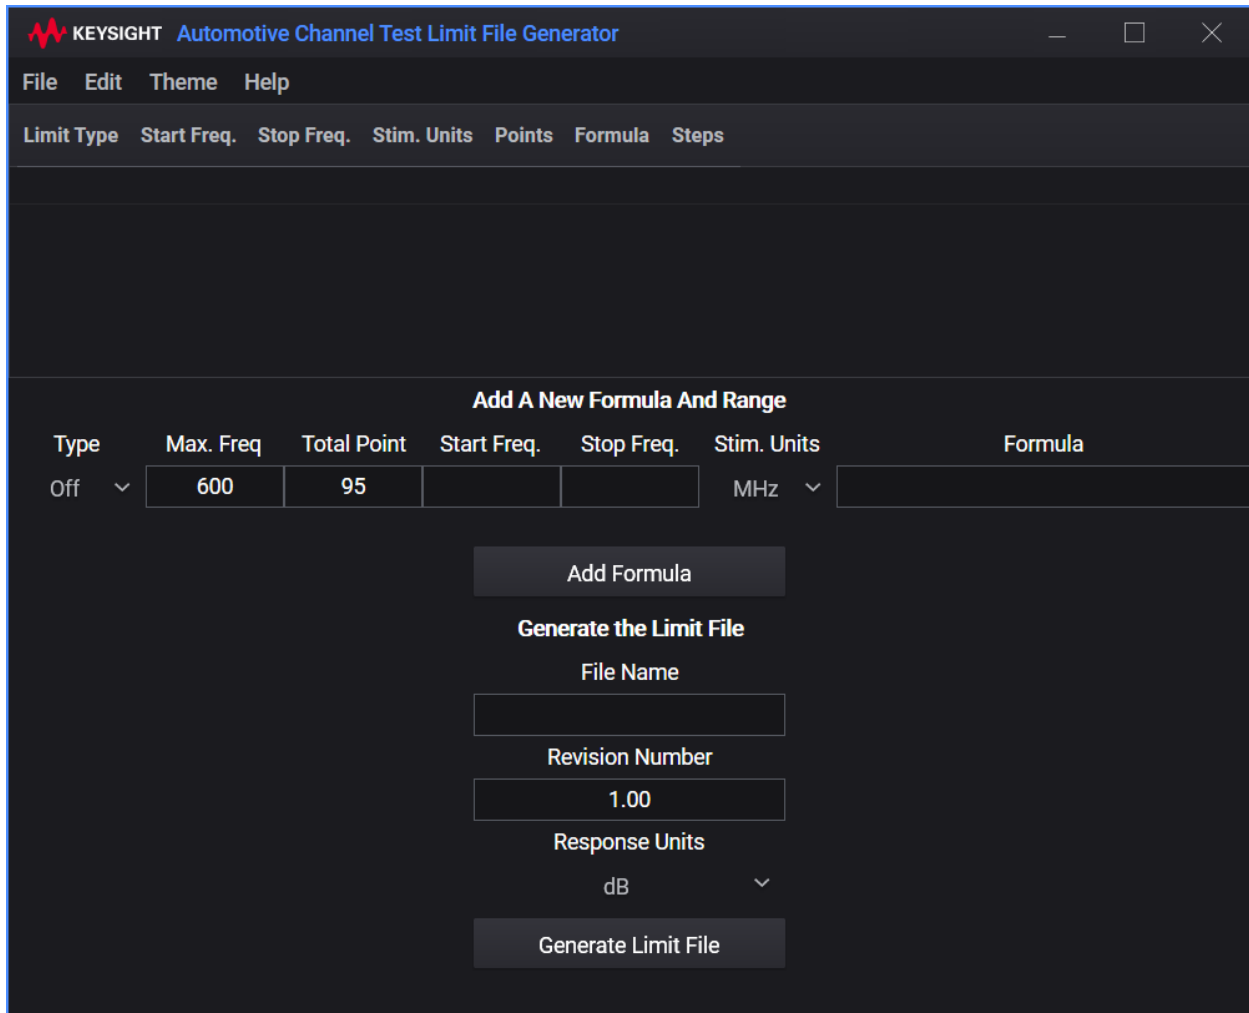 KEYSIGHT Automotive Channel Test Limit File Generator
File Edit Theme Help
Limit Type Start Freq. Stop Freq. Stim. Units Points Formula Steps
Add A New Formula And Range
Type Max. Freq Total Point Start Freq. Stop Freq. Stim. Units Formula
Off 600 95 MHz
Add Formula
Generate the Limit File
File Name
Revision Number
1.00
Response Units
dB
Generate Limit File